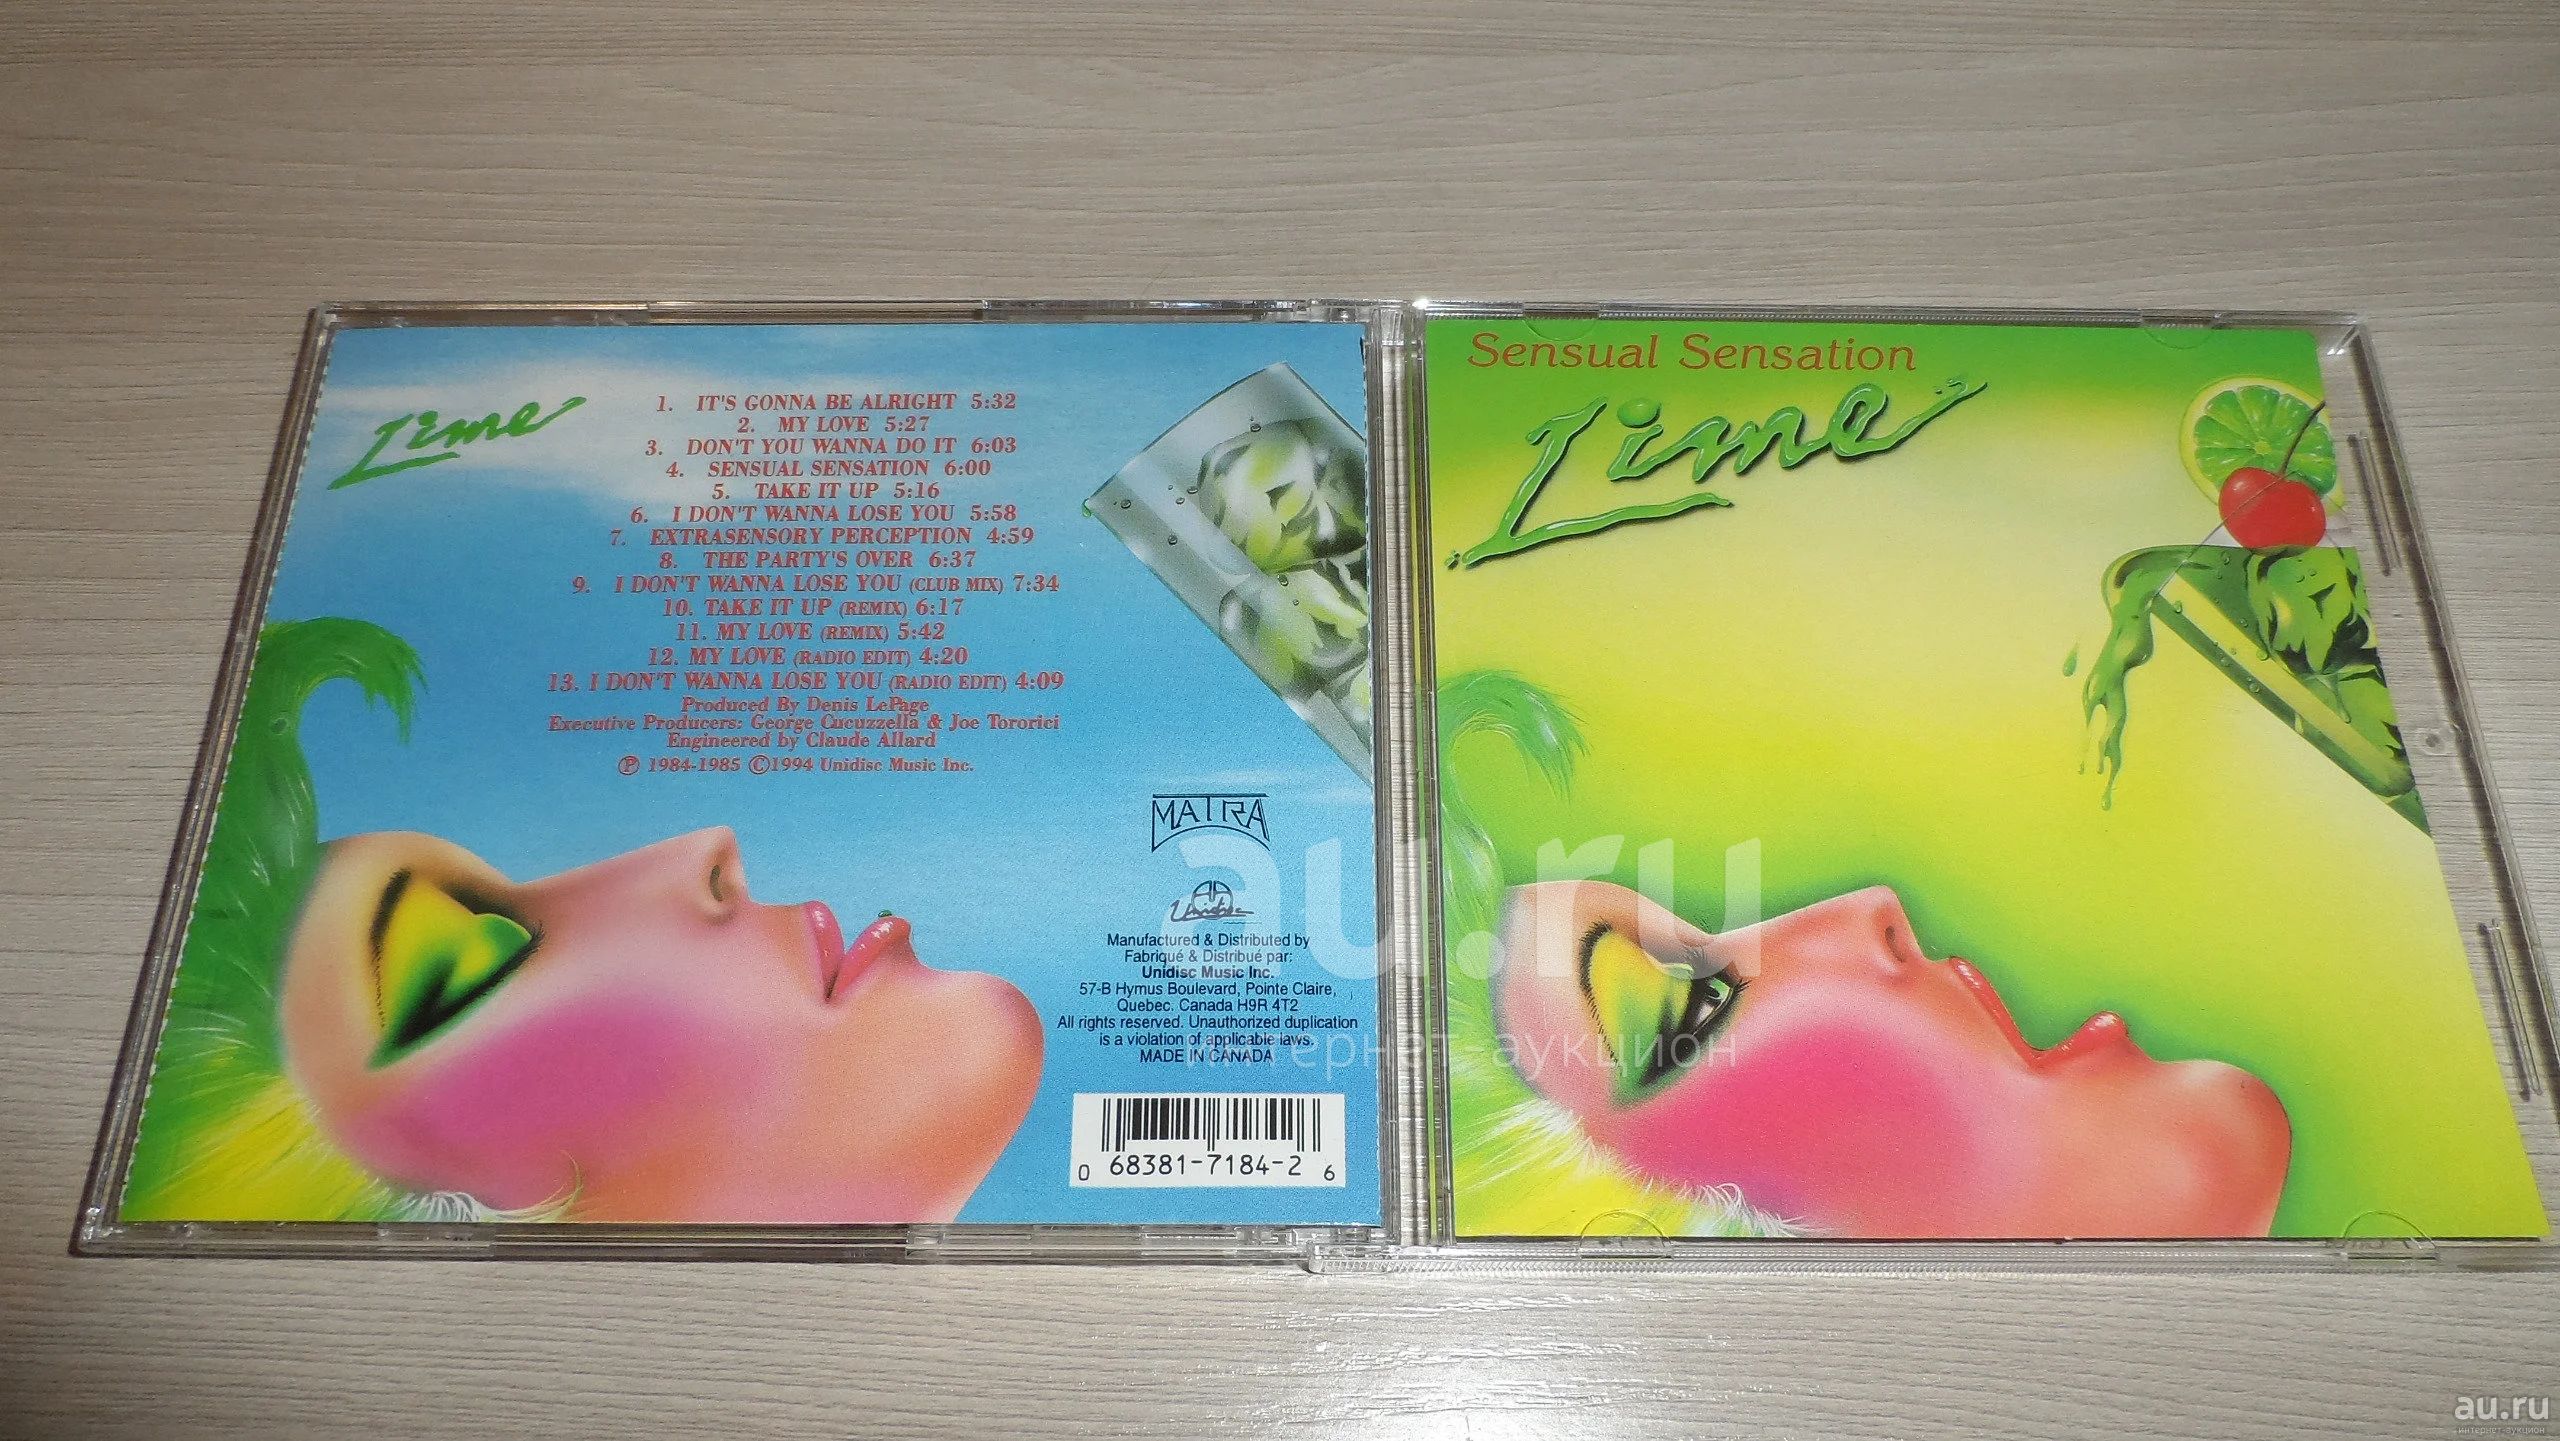 Lime
1. IT'S GONNA BE ALRIGHT 5:32
2. MY LOVE 5:27
3. DON'T YOU WANNA DO IT 6:03
4. SENSUAL SENSATION 6:00
5. TAKE IT UP 5:16
6. I DON'T WANNA LOSE YOU 5:58
7. EXTRASENSORY PERCEPTION 4:59
8. THE PARTY'S OVER 6:37
9. I DON'T WANNA LOSE YOU (CLUB MIX) 7:34
10. TAKE IT UP (REMIX) 6:17
11. MY LOVE (REMIX) 5:42
12. MY LOVE (RADIO EDIT) 4:20
13. I DON'T WANNA LOSE YOU (RADIO EDIT) 4:09
Produced By Denis LePage
Executive Producers: George Cucuzzella & Joe Tororici
Engineered by Claude Allard
Ⓟ 1984-1985 ©1994 Unidisc Music Inc.
MATRA
Unidisc
Manufactured & Distributed by
Fabriqué & Distribué par:
Unidisc Music Inc.
57-B Hymus Boulevard, Pointe Claire,
Quebec. Canada H9R 4T2
All rights reserved. Unauthorized duplication
is a violation of applicable laws.
MADE IN CANADA
0 68381-7184-2 6
Sensual Sensation
Lime
au.ru
интернет-аукцион
au.ru
интернет-аукцион